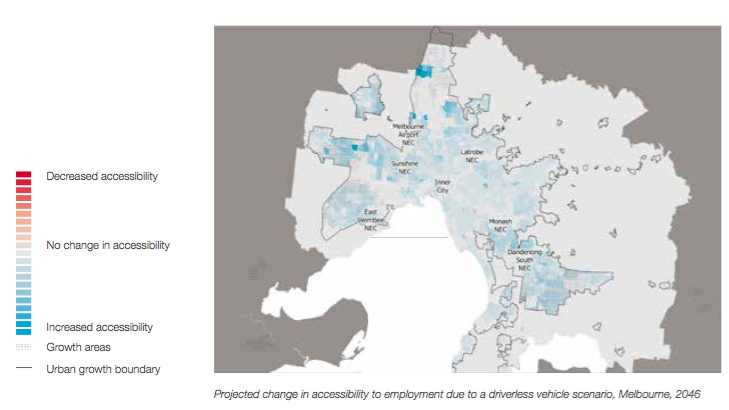 Melbourne
Airport
NEC
Latrobe
NEC
Sunshine
NEC
Inner
City
East
Werribee
NEC
Monash
NEC
Dandenong
South
NEC
Decreased accessibility
No change in accessibility
Increased accessibility
Growth areas
Urban growth boundary
Projected change in accessibility to employment due to a driverless vehicle scenario, Melbourne, 2046